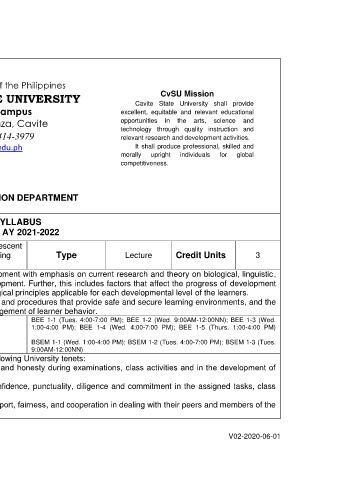 of the Philippines
E UNIVERSITY
ampus
nza, Cavite
414-3979
edu.ph
CvSU Mission
Cavite State University shall provide
excellent, equitable and relevant educational
opportunities in the arts, science and
technology through quality instruction and
relevant research and development activities.
It shall produce professional, skilled and
morally upright individuals for global
competitiveness.
ION DEPARTMENT
YLLABUS
AY 2021-2022
escent
ing
Type
Lecture
Credit Units
3
opment with emphasis on current research and theory on biological, linguistic,
opment. Further, this includes factors that affect the progress of development
gical principles applicable for each developmental level of the learners.
and procedures that provide safe and secure learning environments, and the
gement of learner behavior.
BEE 1-1 (Tues. 4:00-7:00 PM); BEE 1-2 (Wed. 9:00AM-12:00NN); BEE 1-3 (Wed.
1:00-4:00 PM); BEE 1-4 (Wed. 4:00-7:00 PM); BEE 1-5 (Thurs. 1:00-4:00 PM)
BSEM 1-1 (Wed. 1:00-4:00 PM); BSEM 1-2 (Tues. 4:00-7:00 PM); BSEM 1-3 (Tues.
9:00AM-12:00NN)
llowing University tenets:
and honesty during examinations, class activities and in the development of
nfidence, punctuality, diligence and commitment in the assigned tasks, class
port, fairness, and cooperation in dealing with their peers and members of the
V02-2020-06-01